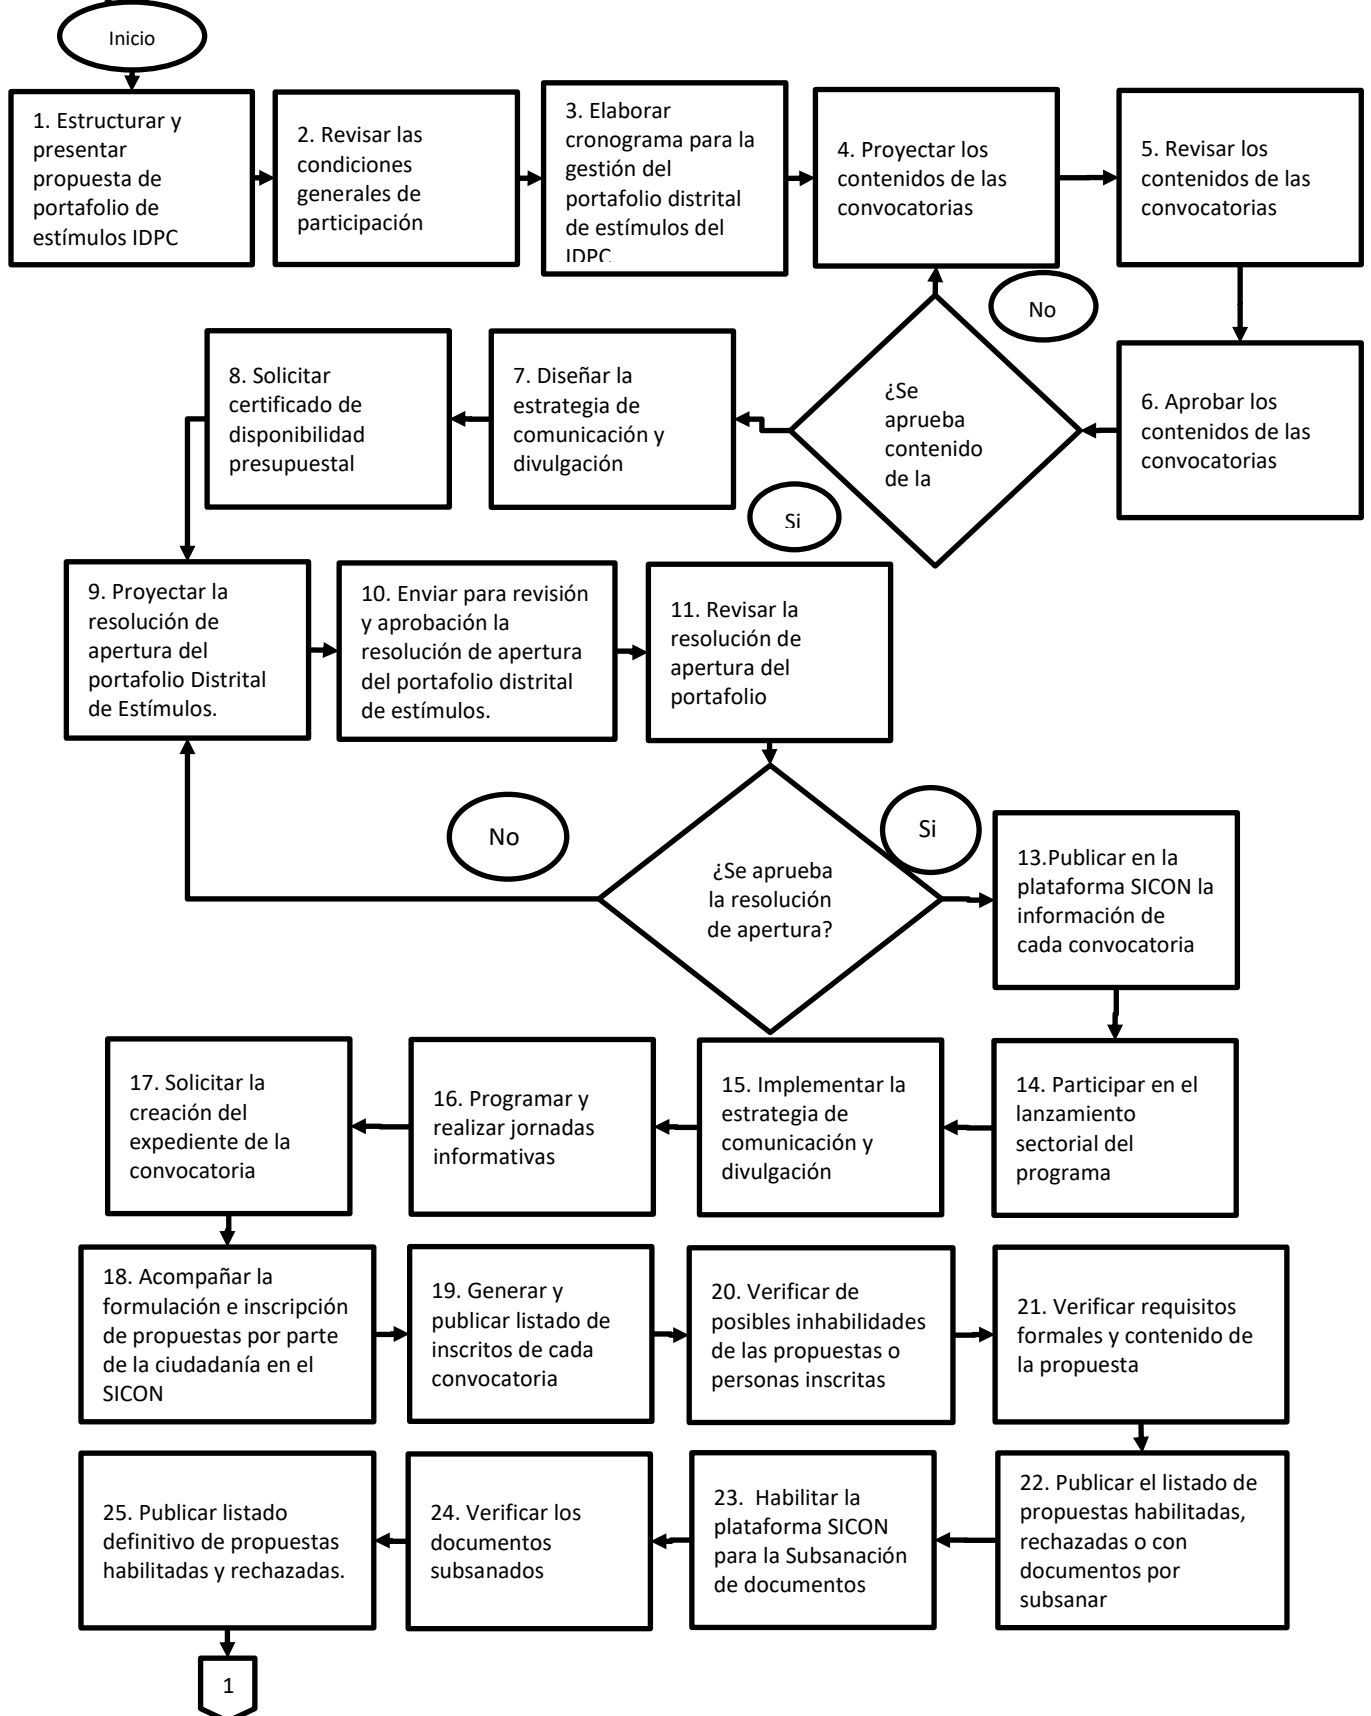 Inicio
1. Estructurar y
presentar
propuesta de
portafolio de
estímulos IDPC
2. Revisar las
condiciones
generales de
participación
3. Elaborar
cronograma para la
gestión del
portafolio distrital
de estímulos del
IDPC
4. Proyectar los
contenidos de las
convocatorias
5. Revisar los
contenidos de las
convocatorias
No
6. Aprobar los
contenidos de las
convocatorias
¿Se
aprueba
contenido
de la
Si
7. Diseñar la
estrategia de
comunicación y
divulgación
8. Solicitar
certificado de
disponibilidad
presupuestal
9. Proyectar la
resolución de
apertura del
portafolio Distrital
de Estímulos.
10. Enviar para revisión
y aprobación la
resolución de apertura
del portafolio distrital
de estímulos.
11. Revisar la
resolución de
apertura del
portafolio
No
¿Se aprueba
la resolución
de apertura?
Si
13.Publicar en la
plataforma SICON la
información de
cada convocatoria
14. Participar en el
lanzamiento
sectorial del
programa
15. Implementar la
estrategia de
comunicación y
divulgación
16. Programar y
realizar jornadas
informativas
17. Solicitar la
creación del
expediente de la
convocatoria
18. Acompañar la
formulación e inscripción
de propuestas por parte
de la ciudadanía en el
SICON
19. Generar y
publicar listado de
inscritos de cada
convocatoria
20. Verificar de
posibles inhabilidades
de las propuestas o
personas inscritas
21. Verificar requisitos
formales y contenido de
la propuesta
22. Publicar el listado de
propuestas habilitadas,
rechazadas o con
documentos por
subsanar
23. Habilitar la
plataforma SICON
para la Subsanación
de documentos
24. Verificar los
documentos
subsanados
25. Publicar listado
definitivo de propuestas
habilitadas y rechazadas.
1